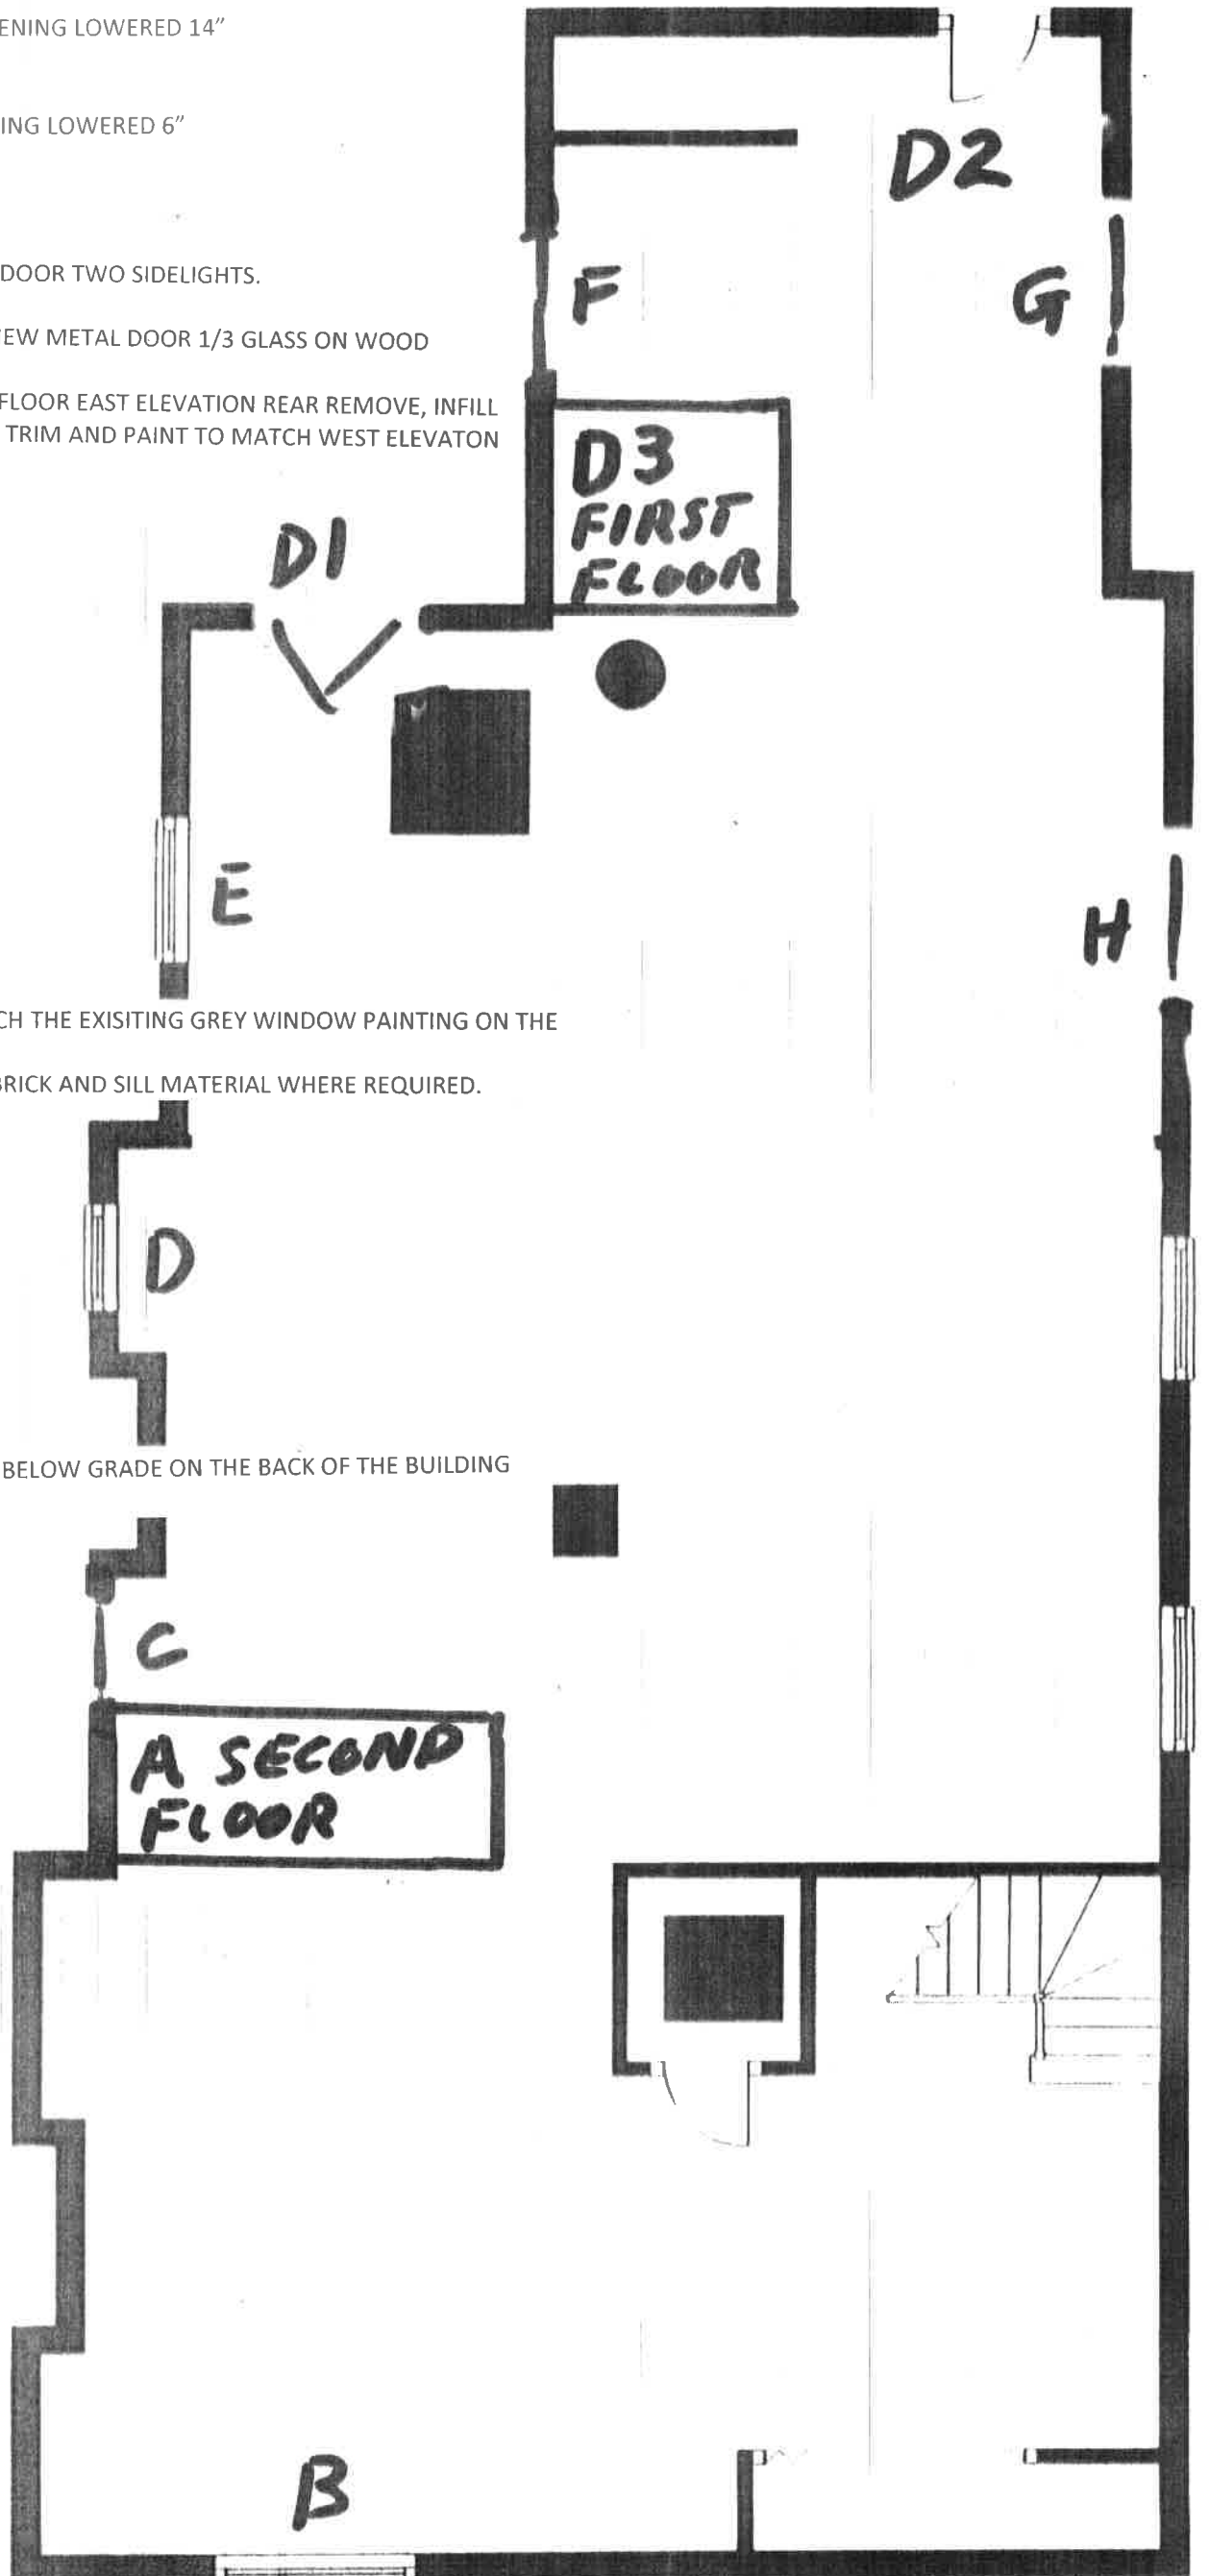 ENING LOWERED 14"
ING LOWERED 6"
D2
DOOR TWO SIDELIGHTS.
F
G
EW METAL DOOR 1/3 GLASS ON WOOD
FLOOR EAST ELEVATION REAR REMOVE, INFILL
TRIM AND PAINT TO MATCH WEST ELEVATON
D3
FIRST
FLOOR
D1
E
H
CH THE EXISITING GREY WINDOW PAINTING ON THE
BRICK AND SILL MATERIAL WHERE REQUIRED.
D
BELOW GRADE ON THE BACK OF THE BUILDING
C
A SECOND
FLOOR
B